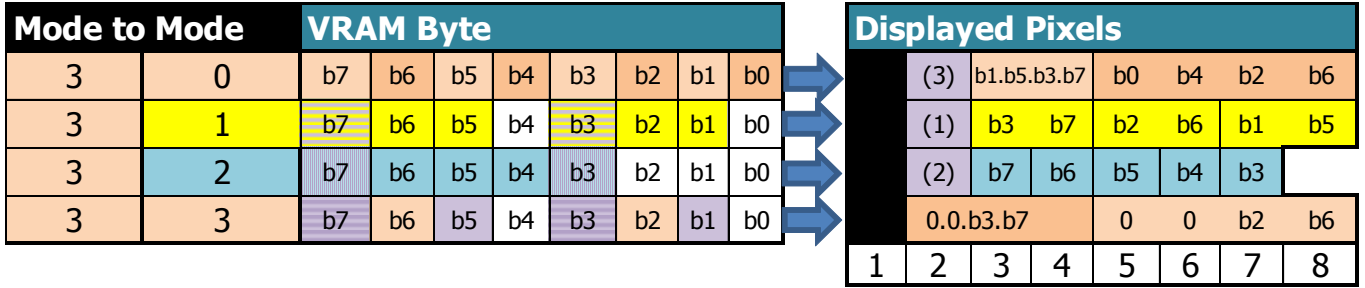 Mode to Mode VRAM Byte Displayed Pixels
3 0 b7 b6 b5 b4 b3 b2 b1 b0 (3) b1.b5.b3.b7 b0 b4 b2 b6
3 1 b7 b6 b5 b4 b3 b2 b1 b0 (1) b3 b7 b2 b6 b1 b5
3 2 b7 b6 b5 b4 b3 b2 b1 b0 (2) b7 b6 b5 b4 b3
3 3 b7 b6 b5 b4 b3 b2 b1 b0 0.0.b3.b7 0 0 b2 b6
1 2 3 4 5 6 7 8